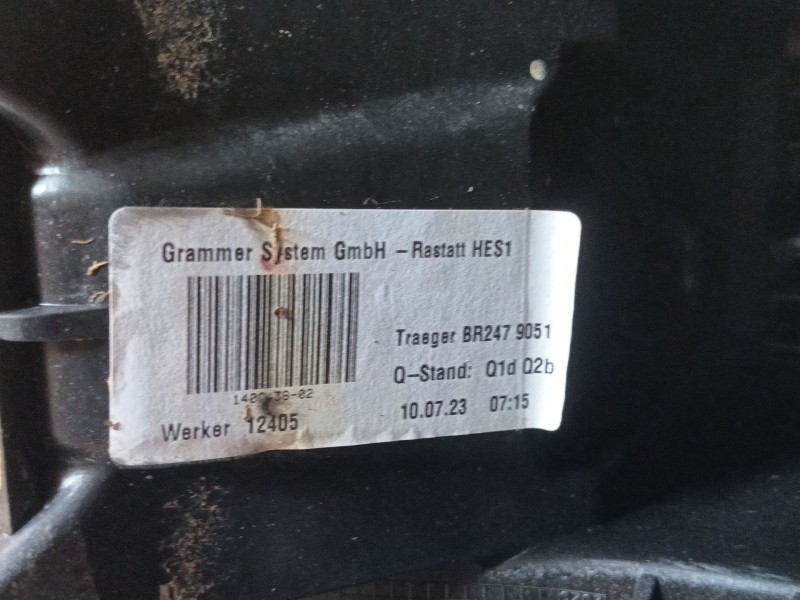 Grammer System GmbH – Rastatt HES1
Traeger BR247 9051
Q–Stand: Q1d Q2b
10.07.23 07:15
Werker 12405